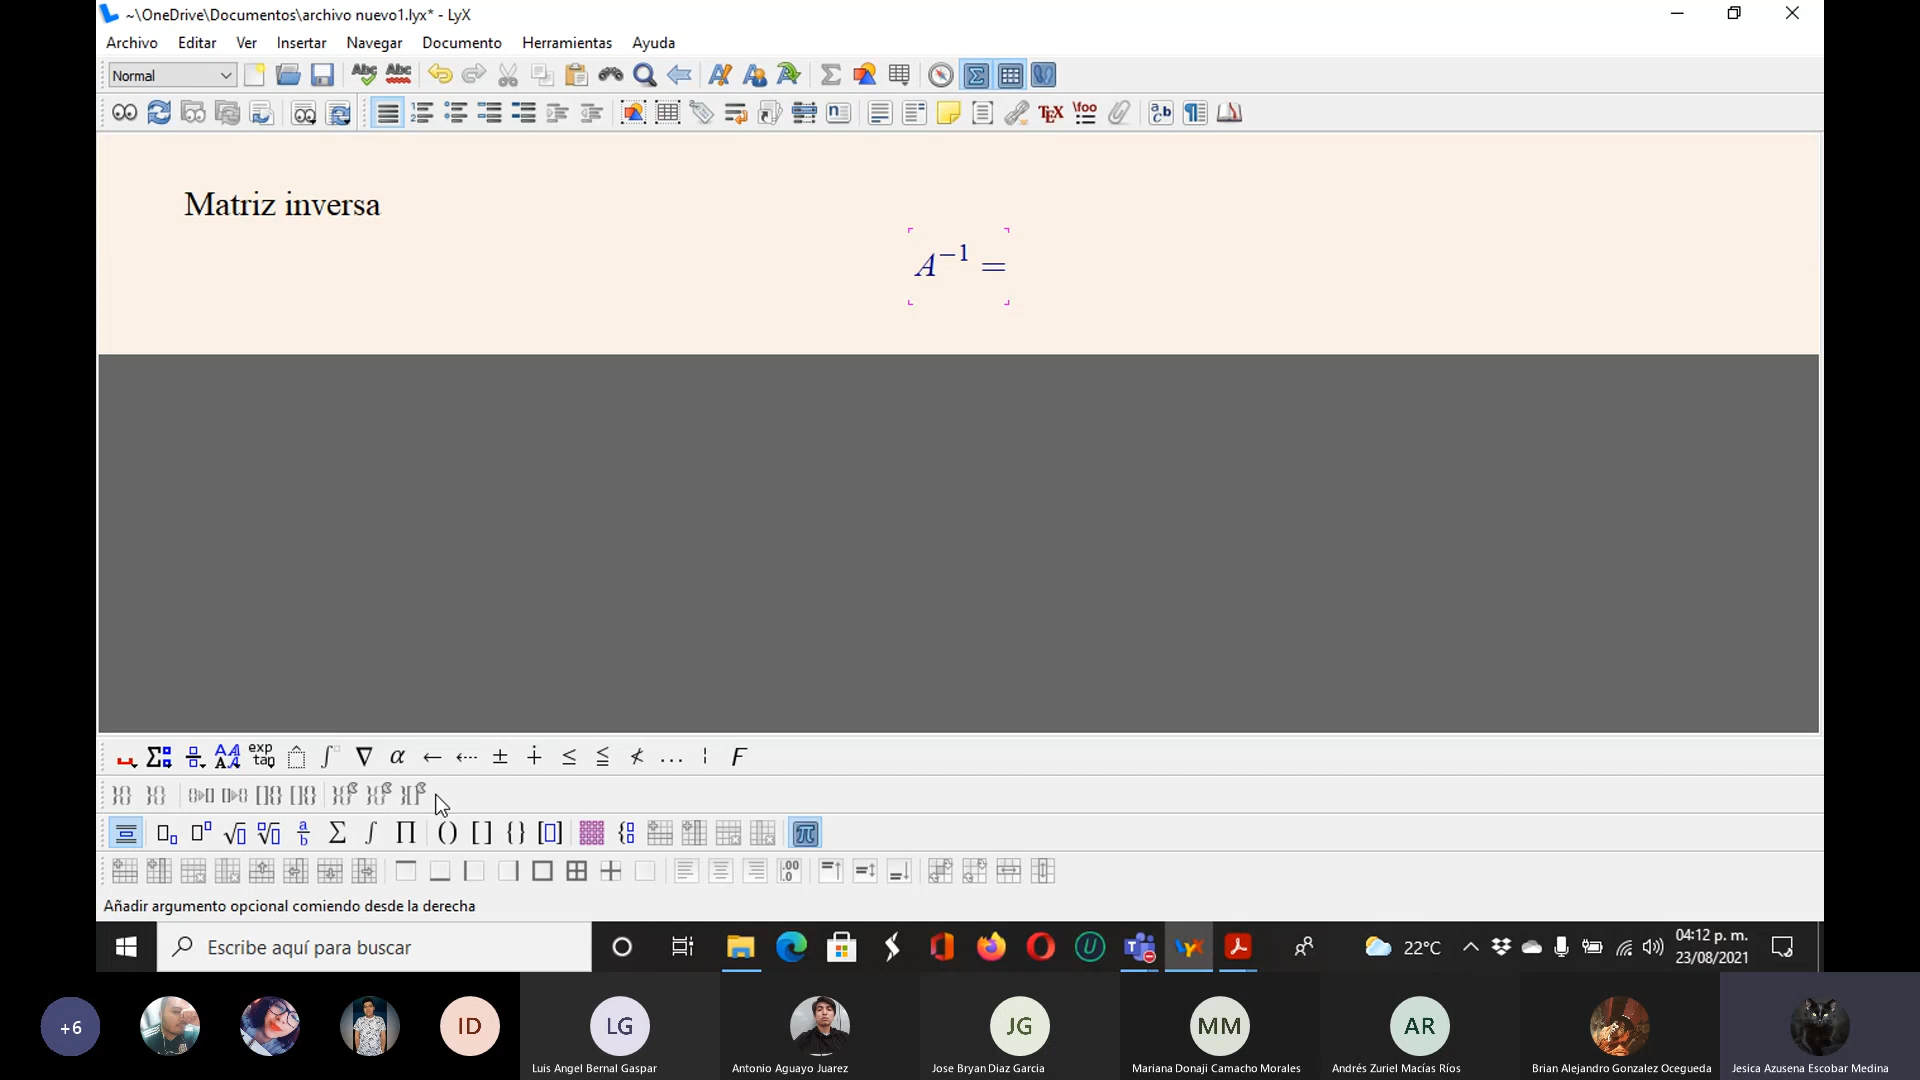 ~\OneDrive\Documentos\archivo nuevo1.lyx* - LyX
Archivo Editar Ver Insertar Navegar Documento Herramientas Ayuda
Normal
Matriz inversa
A⁻¹ =
Añadir argumento opcional comiendo desde la derecha
Escribe aquí para buscar
22°C
04:12 p. m.
23/08/2021
+6
ID
LG
JG
MM
AR
Luis Angel Bernal Gaspar
Antonio Aguayo Juarez
Jose Bryan Diaz Garcia
Mariana Donaji Camacho Morales
Andrés Zuriel Macías Ríos
Brian Alejandro Gonzalez Ocegueda
Jesica Azusena Escobar Medina